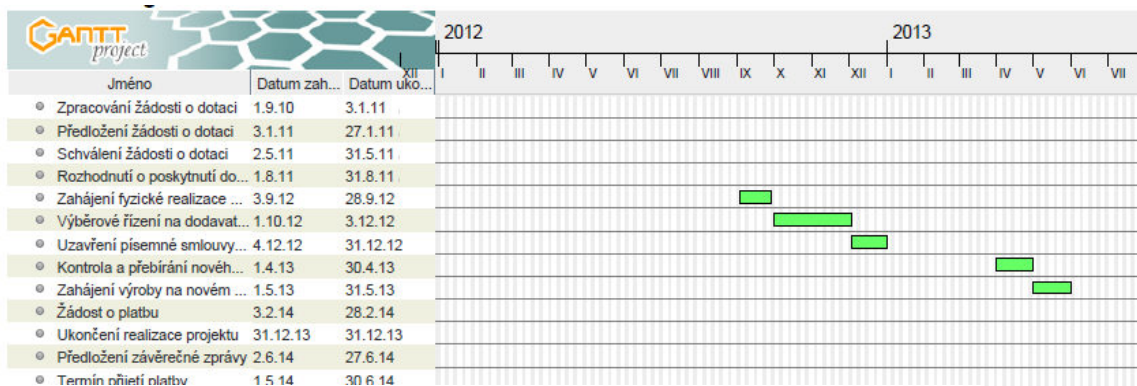 GANTT
project
2012 2013
XII I II III IV V VI VII VIII IX X XI XII I II III IV V VI VII
Jméno Datum zah... Datum uko...
Zpracování žádosti o dotaci 1.9.10 3.1.11
Předložení žádosti o dotaci 3.1.11 27.1.11
Schválení žádosti o dotaci 2.5.11 31.5.11
Rozhodnutí o poskytnutí do... 1.8.11 31.8.11
Zahájení fyzické realizace ... 3.9.12 28.9.12
Výběrové řízení na dodavat... 1.10.12 3.12.12
Uzavření písemné smlouvy... 4.12.12 31.12.12
Kontrola a přebírání novéh... 1.4.13 30.4.13
Zahájení výroby na novém ... 1.5.13 31.5.13
Žádost o platbu 3.2.14 28.2.14
Ukončení realizace projektu 31.12.13 31.12.13
Předložení závěrečné zprávy 2.6.14 27.6.14
Termín přijetí platby 1.5.14 30.6.14